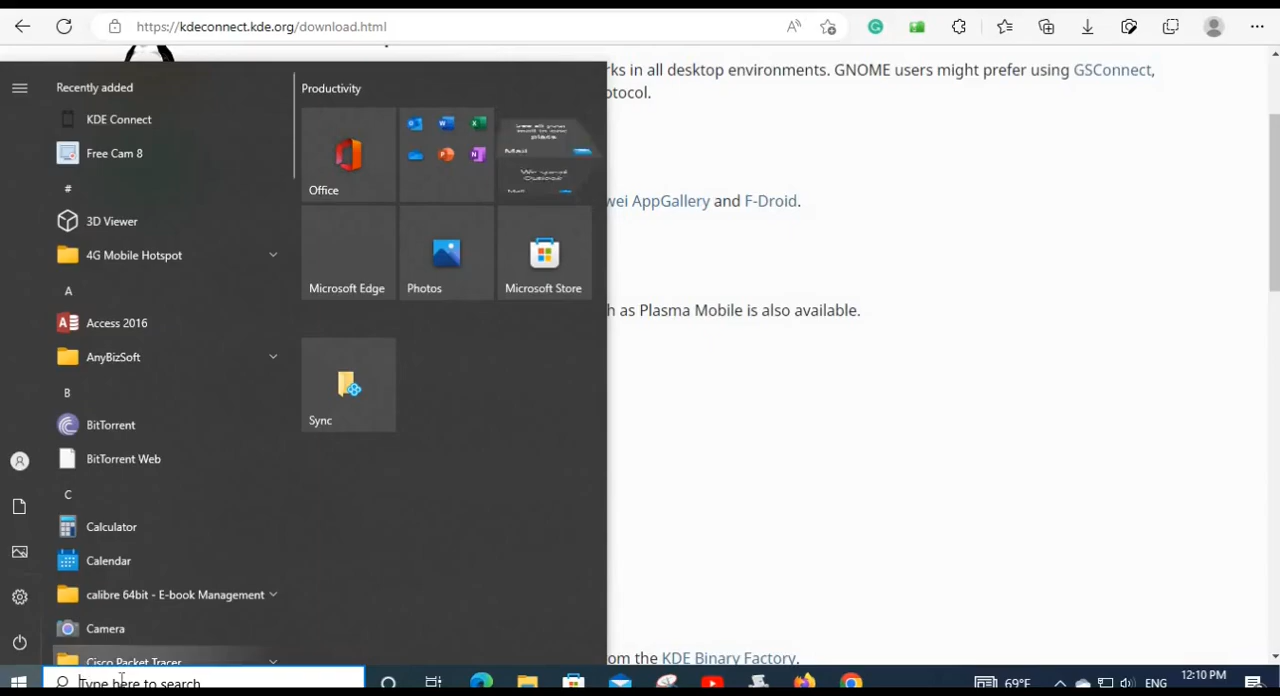 https://kdeconnect.kde.org/download.html
rks in all desktop environments. GNOME users might prefer using GSConnect,
otocol.
wei AppGallery and F-Droid.
h as Plasma Mobile is also available.
om the KDE Binary Factory.
Recently added
KDE Connect
Free Cam 8
#
3D Viewer
4G Mobile Hotspot
A
Access 2016
AnyBizSoft
B
BitTorrent
BitTorrent Web
C
Calculator
Calendar
calibre 64bit - E-book Management
Camera
Cisco Packet Tracer
Productivity
Office
Mail
Mail
Microsoft Edge
Photos
Microsoft Store
Sync
Type here to search
69°F
ENG
12:10 PM